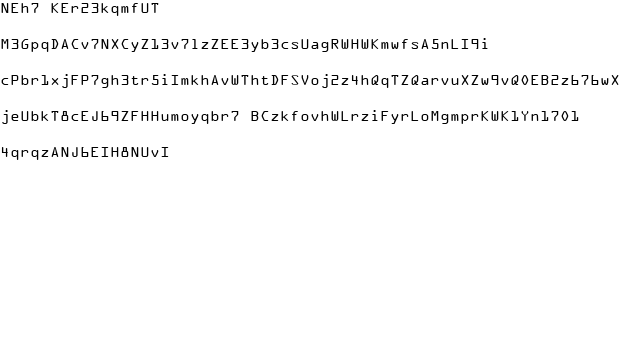 NEh7 KEr23kqmfUT
M3GpqDACv7NXCyZ13v71zZEE3yb3csUagRWHWKmwfsA5nLI9i
cPbr1xjFP7gh3tr5iImkhAvWThtDFSVoj2z4hQqTZQarvuXZw9vQ0EB2z676wX
jeUbkT8cEJ69ZFHHumoyqbr7 BCzkfovhWLrziFyrLoMgmprKWK1Yn1701
4qrqzANJ6EIH8NUvI